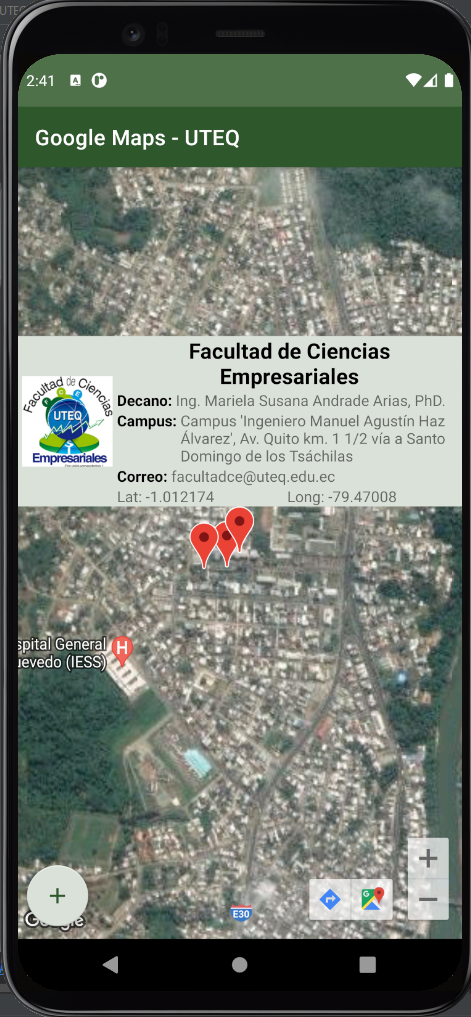 UTEQ
2:41
Google Maps - UTEQ
Facultad de Ciencias
Empresariales
Facultad de Ciencias
UTEQ
Empresariales
Decano: Ing. Mariela Susana Andrade Arias, PhD.
Campus: Campus 'Ingeniero Manuel Agustín Haz
Álvarez', Av. Quito km. 1 1/2 vía a Santo
Domingo de los Tsáchilas
Correo: facultadce@uteq.edu.ec
Lat: -1.012174 Long: -79.47008
spital General
uevedo (IESS)
H
+
+
−
Google
E30